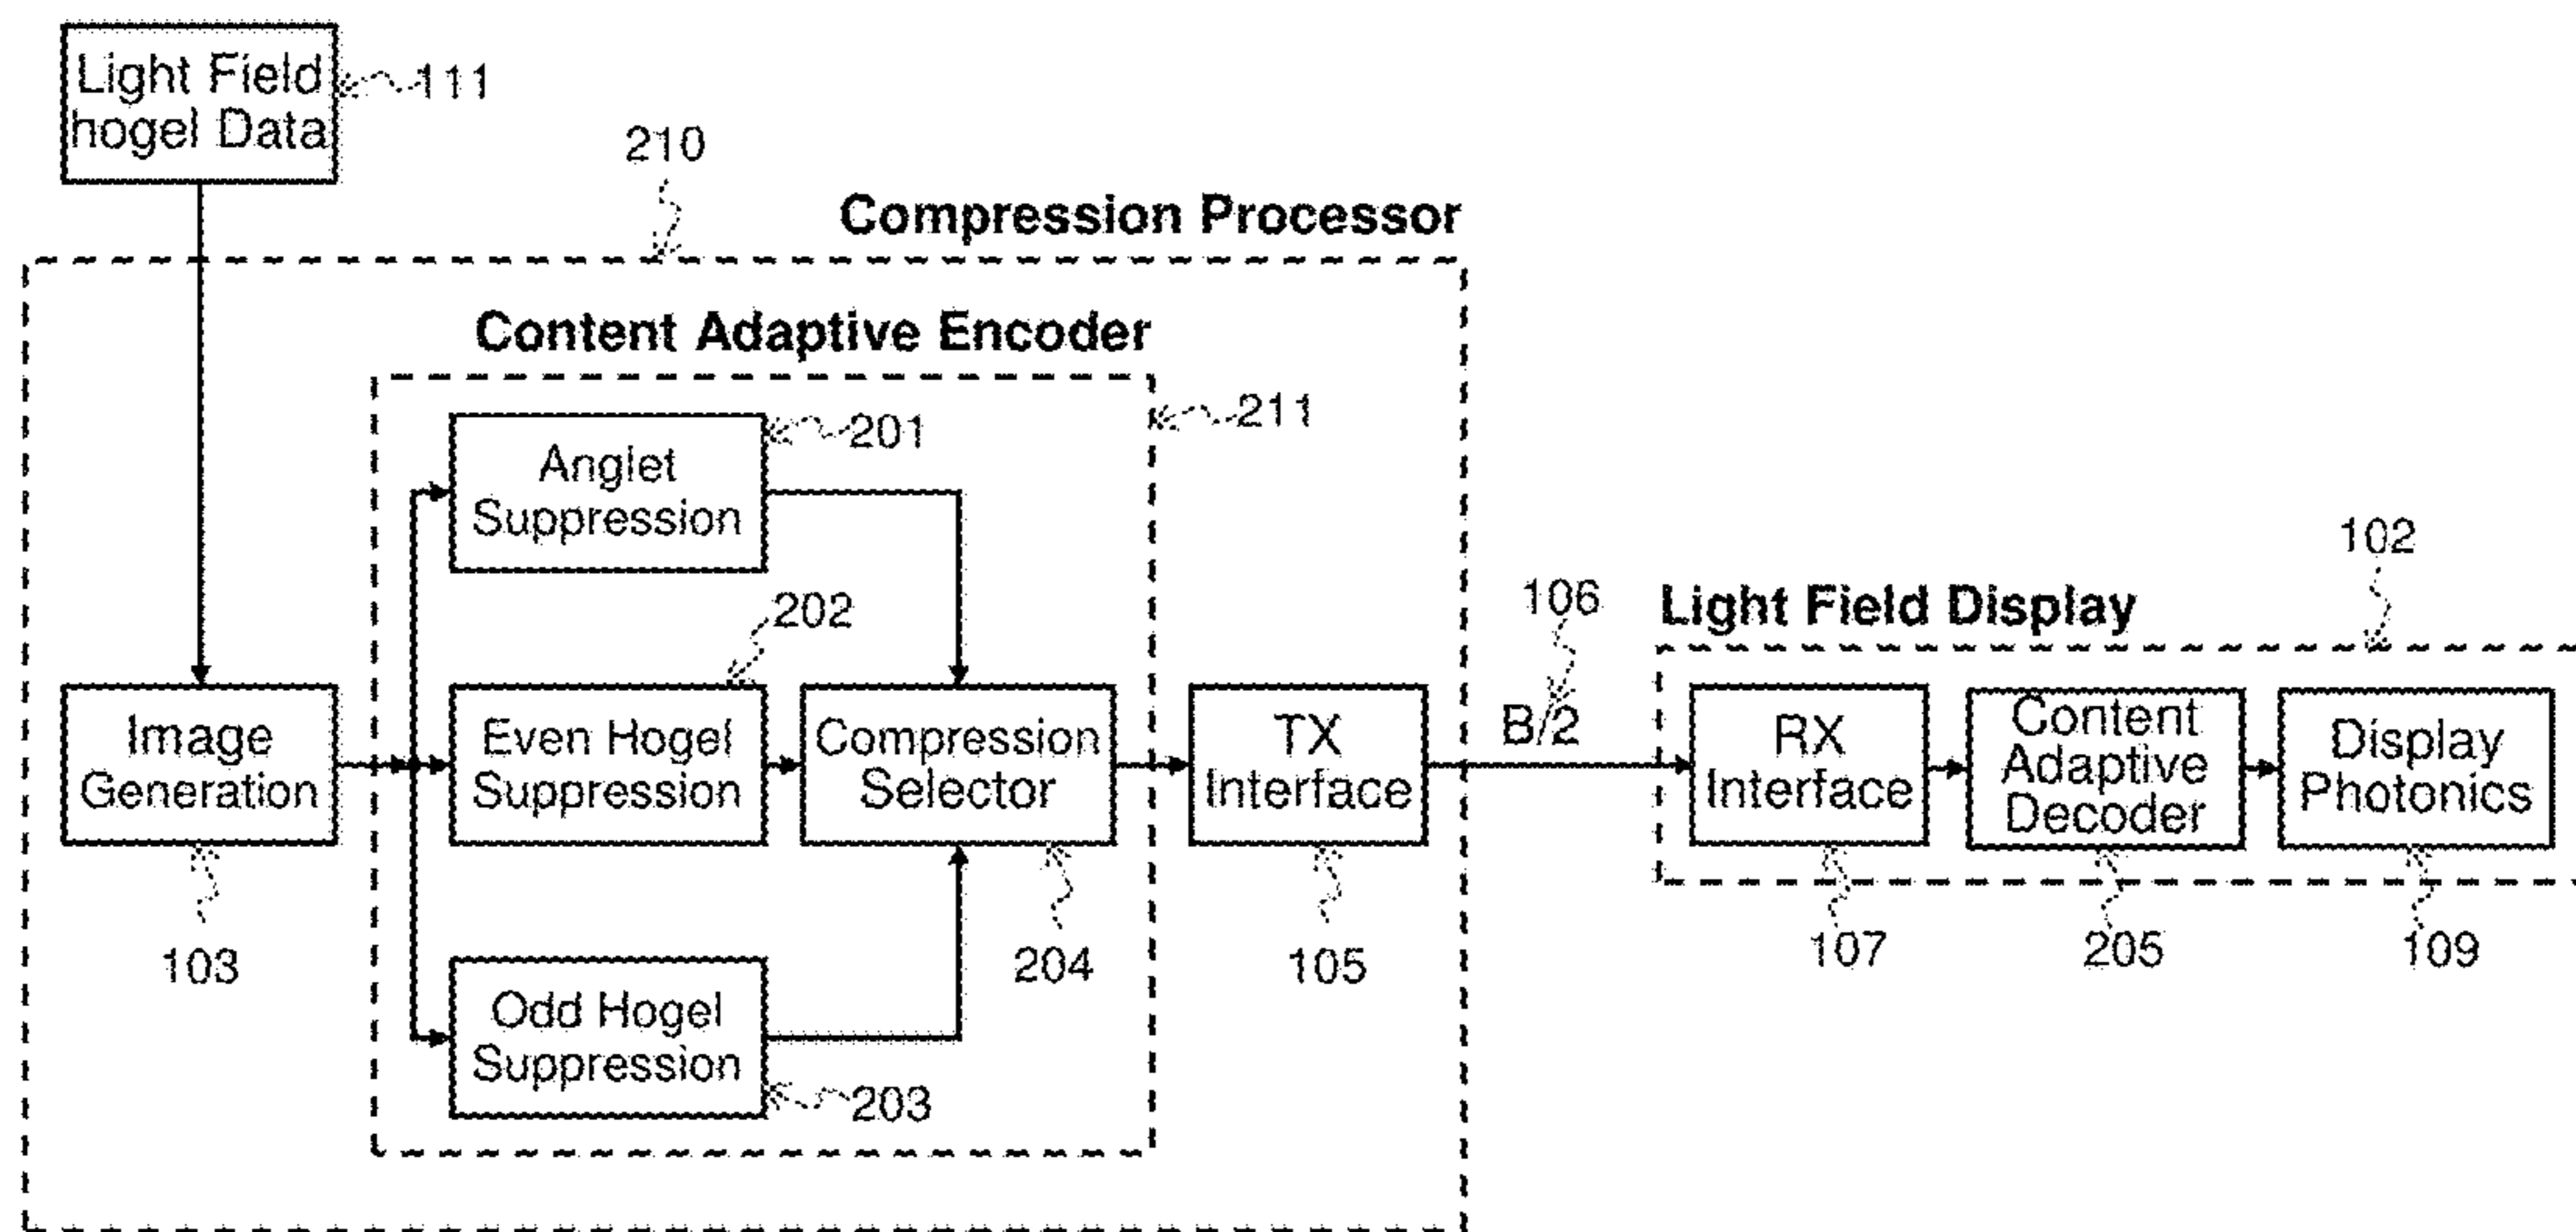 Light Field
hogel Data
111
210
Compression Processor
Content Adaptive Encoder
211
Anglet
Suppression
201
202
Even Hogel
Suppression
Compression
Selector
204
Odd Hogel
Suppression
203
Image
Generation
103
TX
Interface
105
106
B/2
Light Field Display
102
RX
Interface
107
Content
Adaptive
Decoder
205
Display
Photonics
109